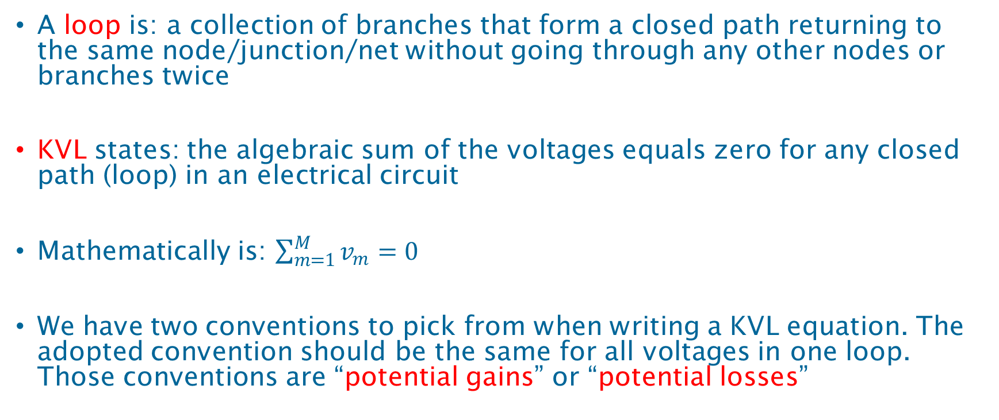 • A loop is: a collection of branches that form a closed path returning to
the same node/junction/net without going through any other nodes or
branches twice
• KVL states: the algebraic sum of the voltages equals zero for any closed
path (loop) in an electrical circuit
• Mathematically is: ∑_{m=1}^{M} v_m = 0
• We have two conventions to pick from when writing a KVL equation. The
adopted convention should be the same for all voltages in one loop.
Those conventions are “potential gains” or “potential losses”